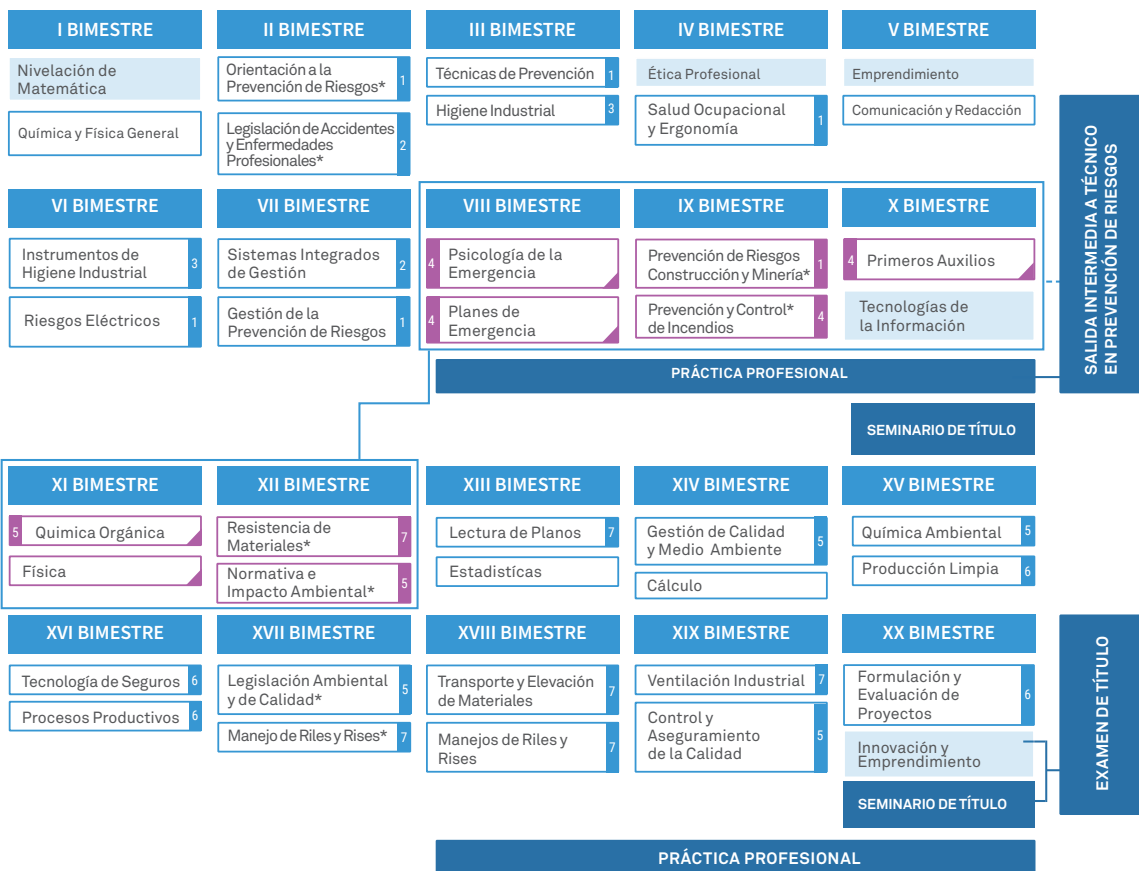 I BIMESTRE
II BIMESTRE
III BIMESTRE
IV BIMESTRE
V BIMESTRE
Nivelación de
Matemática
Química y Física General
Orientación a la
Prevención de Riesgos*
1
Legislación de Accidentes
y Enfermedades
Profesionales*
2
Técnicas de Prevención
1
Higiene Industrial
3
Ética Profesional
Salud Ocupacional
y Ergonomía
1
Emprendimiento
Comunicación y Redacción
SALIDA INTERMEDIA A TÉCNICO
EN PREVENCIÓN DE RIESGOS
VI BIMESTRE
VII BIMESTRE
VIII BIMESTRE
IX BIMESTRE
X BIMESTRE
Instrumentos de
Higiene Industrial
3
Riesgos Eléctricos
1
Sistemas Integrados
de Gestión
2
Gestión de la
Prevención de Riesgos
1
4
Psicología de la
Emergencia
4
Planes de
Emergencia
Prevención de Riesgos
Construcción y Minería*
1
Prevención y Control*
de Incendios
4
4
Primeros Auxilios
Tecnologías de
la Información
PRÁCTICA PROFESIONAL
SEMINARIO DE TÍTULO
XI BIMESTRE
XII BIMESTRE
XIII BIMESTRE
XIV BIMESTRE
XV BIMESTRE
5
Quimica Orgánica
Física
Resistencia de
Materiales*
7
Normativa e
Impacto Ambiental*
5
Lectura de Planos
7
Estadistícas
Gestión de Calidad
y Medio Ambiente
5
Cálculo
Química Ambiental
5
Producción Limpia
6
XVI BIMESTRE
XVII BIMESTRE
XVIII BIMESTRE
XIX BIMESTRE
XX BIMESTRE
Tecnología de Seguros
6
Procesos Productivos
6
Legislación Ambiental
y de Calidad*
5
Manejo de Riles y Rises*
7
Transporte y Elevación
de Materiales
7
Manejos de Riles y
Rises
7
Ventilación Industrial
7
Control y
Aseguramiento
de la Calidad
5
Formulación y
Evaluación de
Proyectos
6
Innovación y
Emprendimiento
SEMINARIO DE TÍTULO
EXAMEN DE TÍTULO
PRÁCTICA PROFESIONAL